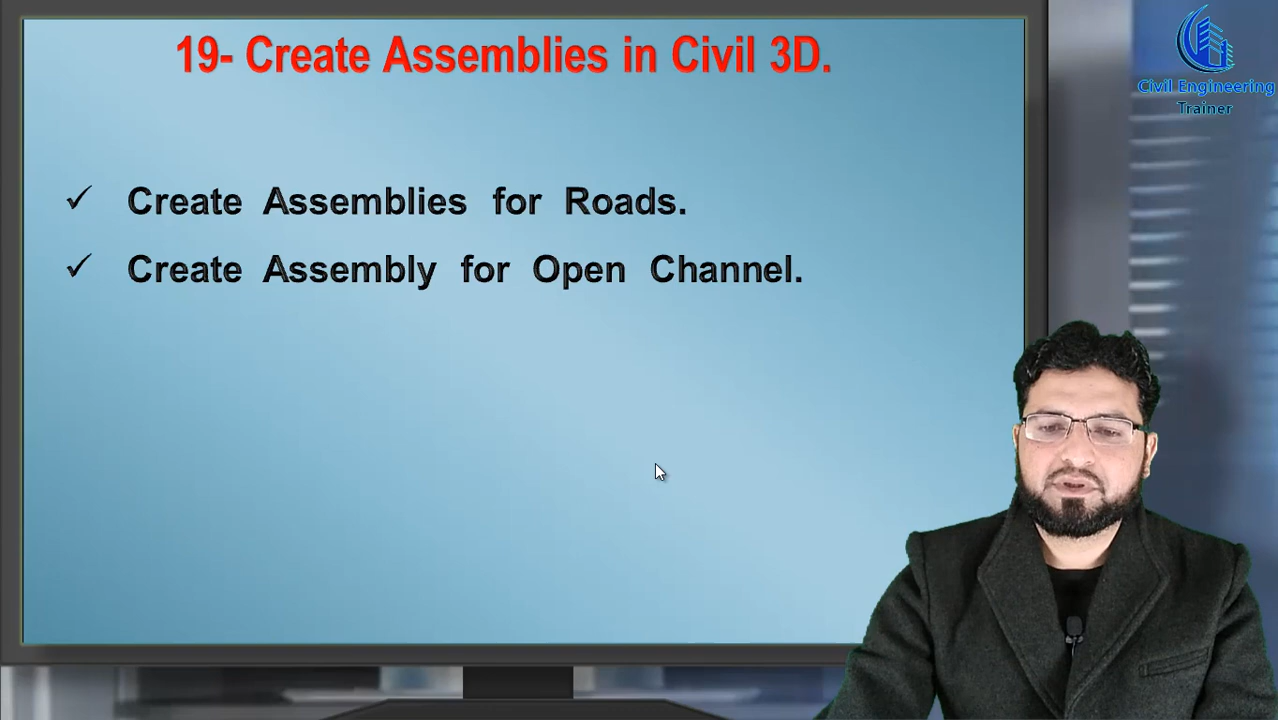 19- Create Assemblies in Civil 3D.
Civil Engineering
Trainer
✓ Create Assemblies for Roads.
✓ Create Assembly for Open Channel.